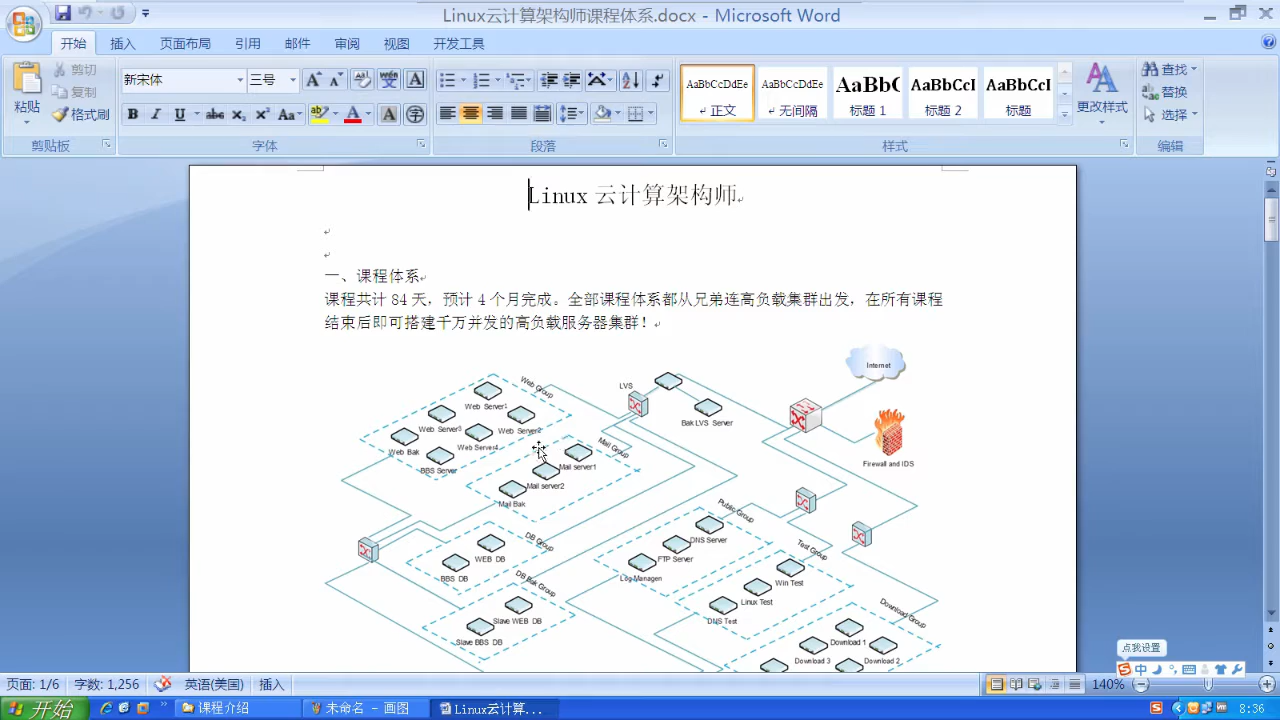 Linux云计算架构师课程体系.docx - Microsoft Word
开始 插入 页面布局 引用 邮件 审阅 视图 开发工具
粘贴 剪切 复制 格式刷
新宋体 三号
AaBbCcDdEe AaBbCcDdEe AaBbC AaBbCcI AaBbCcI
正文 无间隔 标题 1 标题 2 标题
更改样式
查找 替换 选择
剪贴板 字体 段落 样式 编辑
Linux 云计算架构师
一、课程体系
课程共计 84 天，预计 4 个月完成。全部课程体系都从兄弟连高负载集群出发，在所有课程
结束后即可搭建千万并发的高负载服务器集群！
Internet
Firewall and IDS
LVS
Bak LVS Server
Web Group
Web Server1
Web Server2
Web Server3
Web Server4
Web Bak
BBS Server
Mail Group
Mail server1
Mail server2
Mail Bak
DB Group
WEB DB
BBS DB
DB Bak Group
Slave WEB DB
Slave BBS DB
Public Group
DNS Server
FTP Server
Log Managen
Test Group
Win Test
Linux Test
DNS Test
Download Group
Download 1
Download 2
Download 3
点我设置
中
页面: 1/6 字数: 1,256 英语(美国) 插入 140%
开始 课程介绍 未命名 - 画图 Linux云计算... 8:36